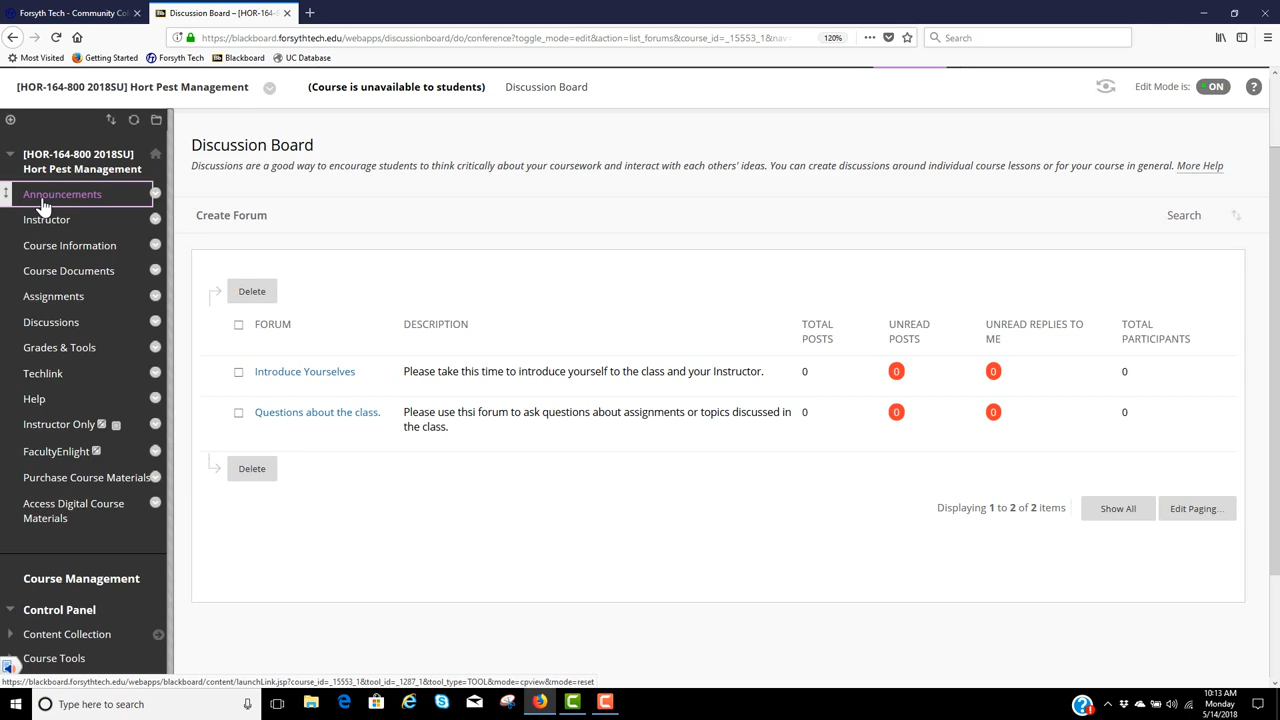 Forsyth Tech - Community Col
Discussion Board – [HOR-164-8
https://blackboard.forsythtech.edu/webapps/discussionboard/do/conference?toggle_mode=edit&action=list_forums&course_id=_15553_1&nav=
120%
Search
Most Visited
Getting Started
Forsyth Tech
Blackboard
UC Database
[HOR-164-800 2018SU] Hort Pest Management
(Course is unavailable to students)
Discussion Board
Edit Mode is:
ON
?
[HOR-164-800 2018SU]
Hort Pest Management
Announcements
Instructor
Course Information
Course Documents
Assignments
Discussions
Grades & Tools
Techlink
Help
Instructor Only
FacultyEnlight
Purchase Course Materials
Access Digital Course
Materials
Course Management
Control Panel
Content Collection
Course Tools
Discussion Board
Discussions are a good way to encourage students to think critically about your coursework and interact with each others' ideas. You can create discussions around individual course lessons or for your course in general. More Help
Create Forum
Search
Delete
FORUM
DESCRIPTION
TOTAL
POSTS
UNREAD
POSTS
UNREAD REPLIES TO
ME
TOTAL
PARTICIPANTS
Introduce Yourselves
Please take this time to introduce yourself to the class and your Instructor.
0
0
0
0
Questions about the class.
Please use thsi forum to ask questions about assignments or topics discussed in
the class.
0
0
0
0
Delete
Displaying 1 to 2 of 2 items
Show All
Edit Paging...
https://blackboard.forsythtech.edu/webapps/blackboard/content/launchLink.jsp?course_id=_15553_1&tool_id=_1287_1&tool_type=TOOL&mode=cpview&mode=reset
Type here to search
10:13 AM
Monday
5/14/2018